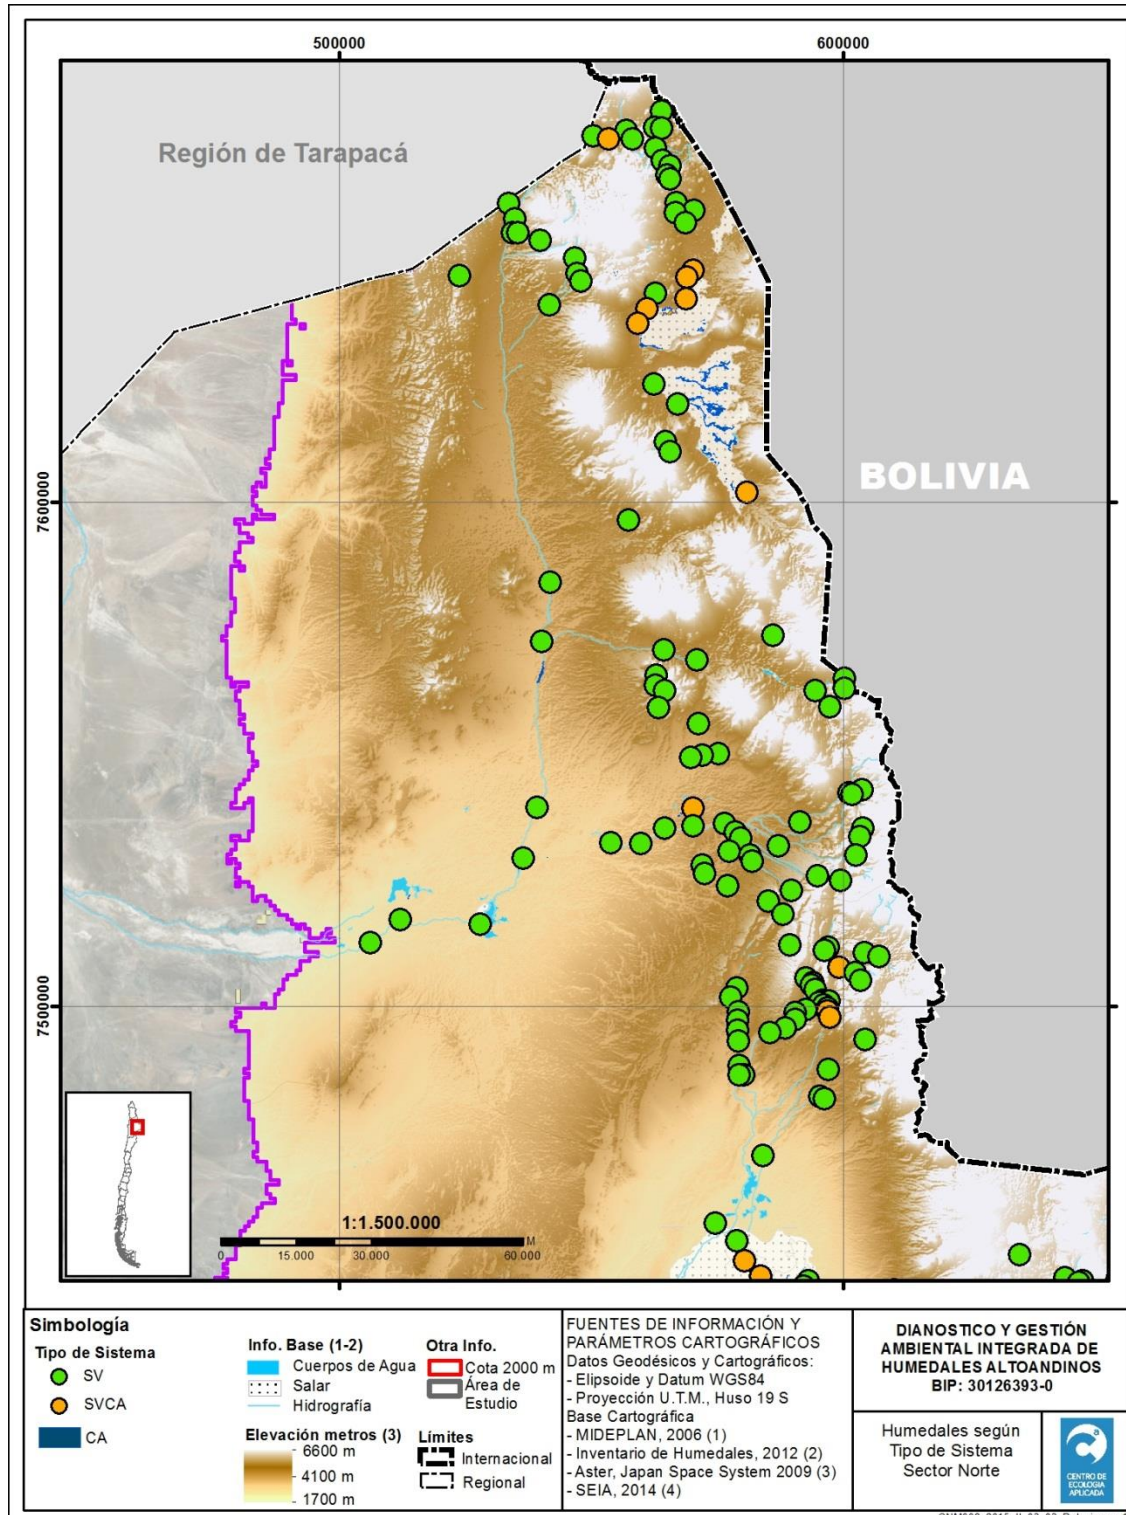 500000
600000
Región de Tarapacá
BOLIVIA
7600000
7500000
1:1.500.000
M
0
15.000
30.000
60.000
Simbología
Tipo de Sistema
SV
SVCA
CA
Info. Base (1-2)
Cuerpos de Agua
Salar
Hidrografía
Elevación metros (3)
6600 m
4100 m
1700 m
Otra Info.
Cota 2000 m
Área de
Estudio
Límites
Internacional
Regional
FUENTES DE INFORMACIÓN Y
PARÁMETROS CARTOGRÁFICOS
Datos Geodésicos y Cartográficos:
- Elipsoide y Datum WGS84
- Proyección U.T.M., Huso 19 S
Base Cartográfica
- MIDEPLAN, 2006 (1)
- Inventario de Humedales, 2012 (2)
- Aster, Japan Space System 2009 (3)
- SEIA, 2014 (4)
DIANOSTICO Y GESTIÓN
AMBIENTAL INTEGRADA DE
HUMEDALES ALTOANDINOS
BIP: 30126393-0
Humedales según
Tipo de Sistema
Sector Norte
CENTRO DE
ECOLOGÍA
APLICADA